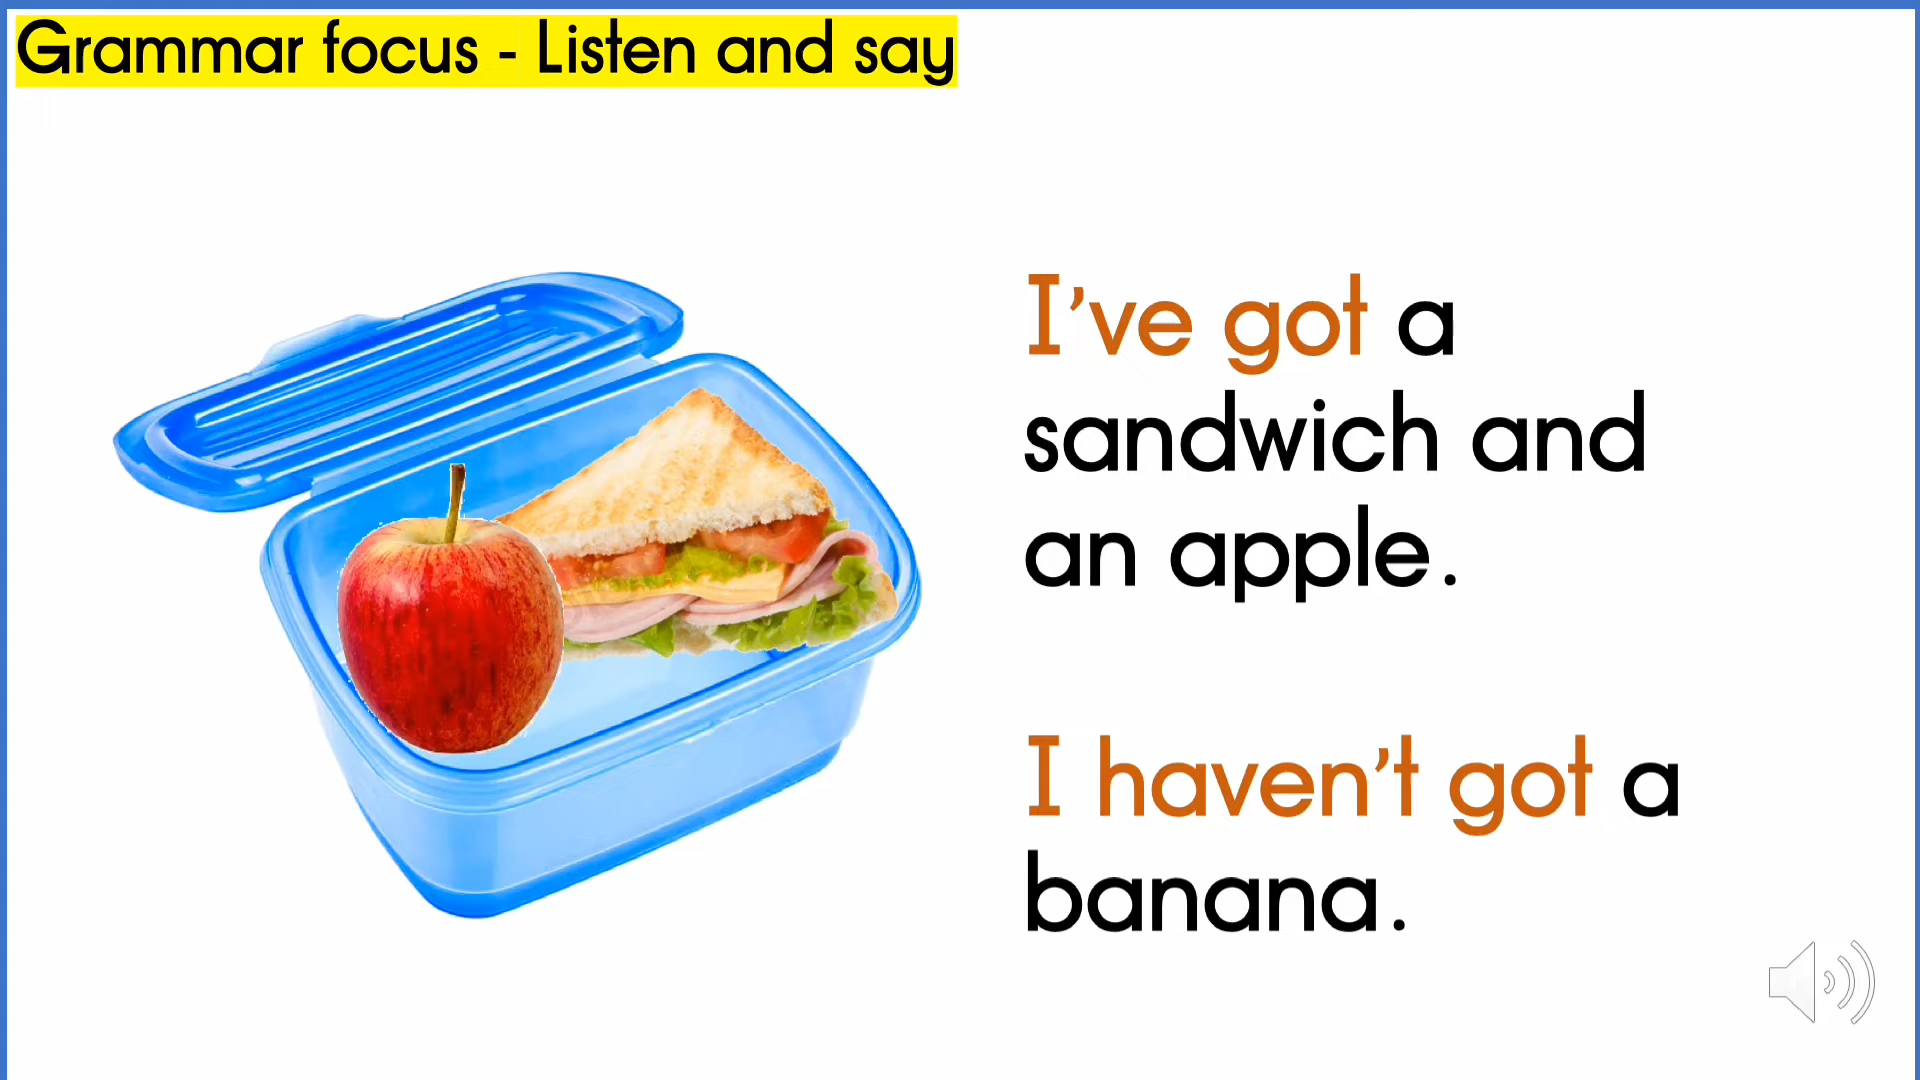 Grammar focus - Listen and say
I’ve got a
sandwich and
an apple.
I haven’t got a
banana.